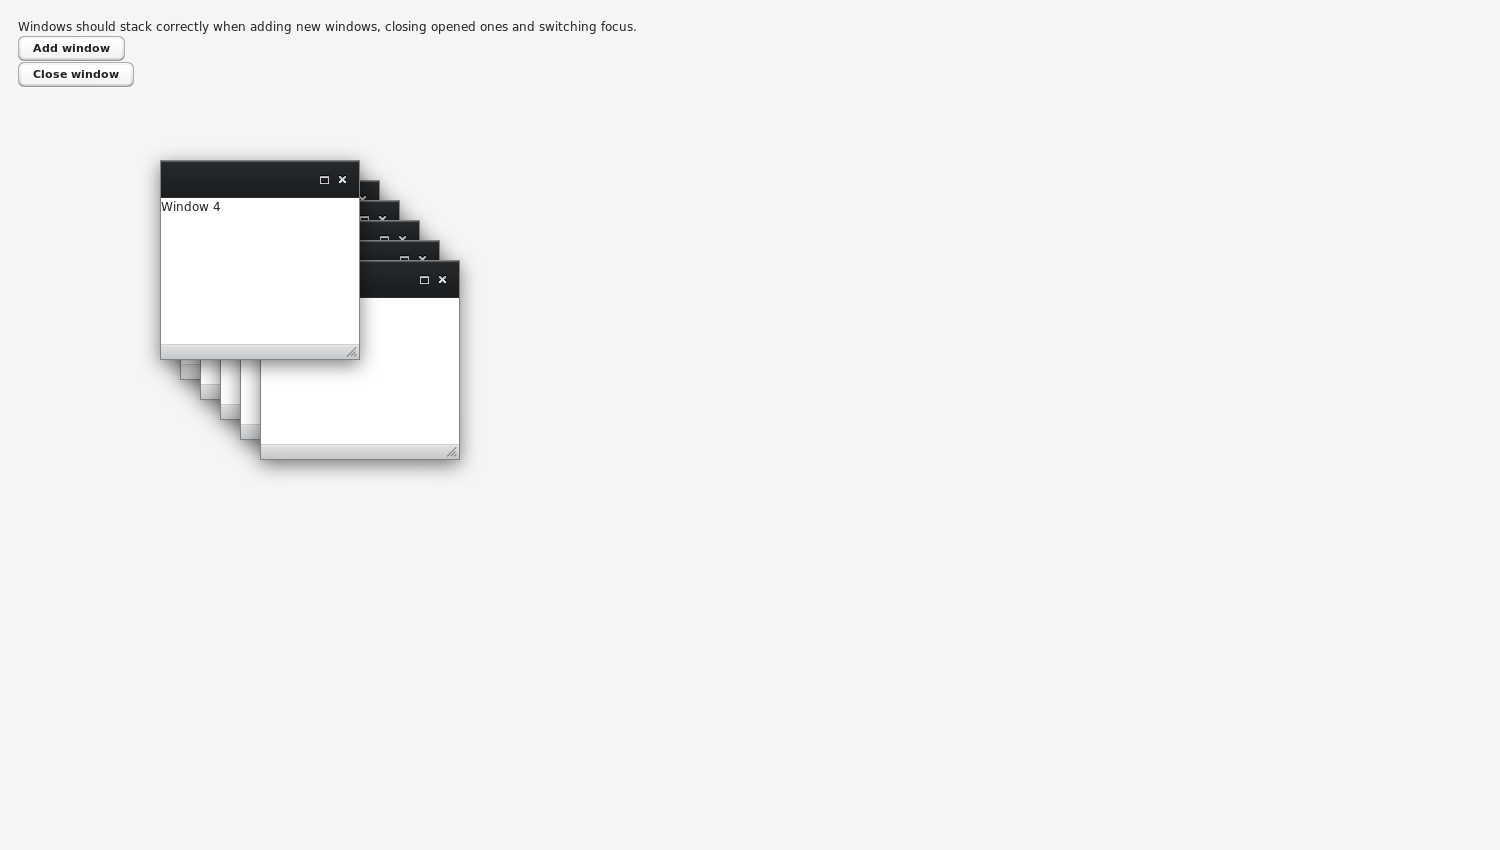 Windows should stack correctly when adding new windows, closing opened ones and switching focus.
Add window
Close window
Window 4